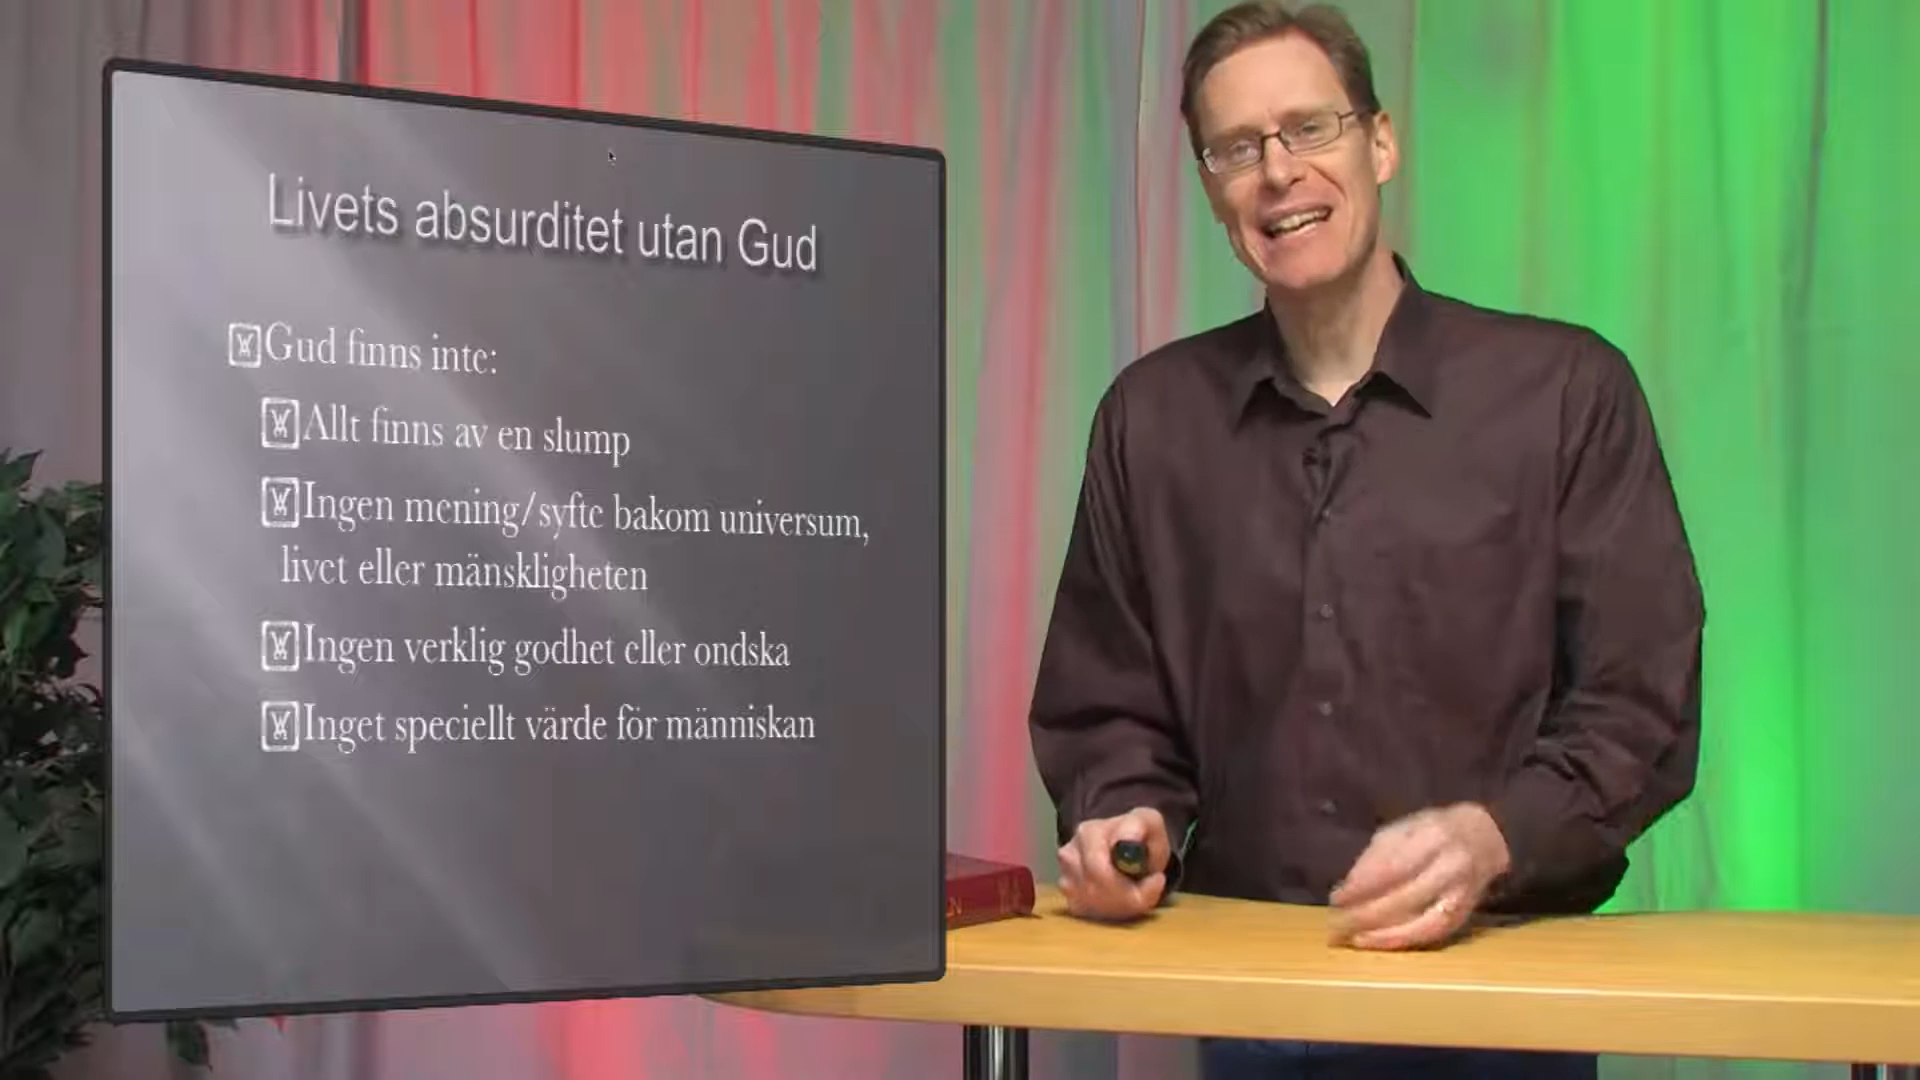 Livets absurditet utan Gud
Gud finns inte:
Allt finns av en slump
Ingen mening/syfte bakom universum,
livet eller mänskligheten
Ingen verklig godhet eller ondska
Inget speciellt värde för människan